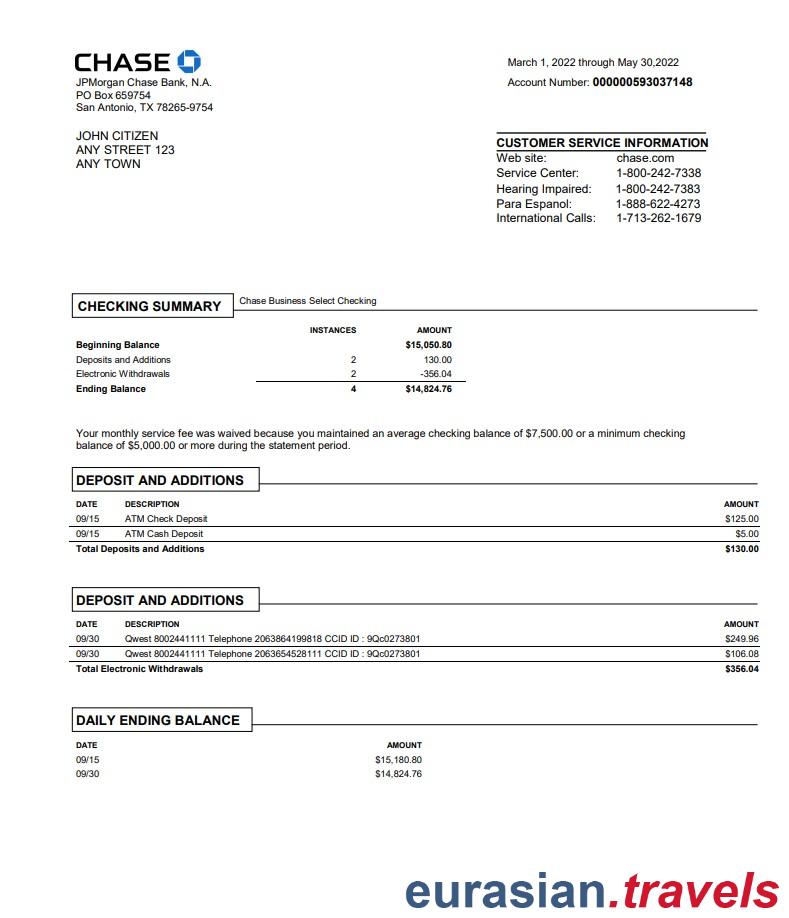 CHASE
JPMorgan Chase Bank, N.A.
PO Box 659754
San Antonio, TX 78265-9754
March 1, 2022 through May 30,2022
Account Number: 000000593037148
JOHN CITIZEN
ANY STREET 123
ANY TOWN
CUSTOMER SERVICE INFORMATION
Web site: chase.com
Service Center: 1-800-242-7338
Hearing Impaired: 1-800-242-7383
Para Espanol: 1-888-622-4273
International Calls: 1-713-262-1679
CHECKING SUMMARY Chase Business Select Checking
INSTANCES AMOUNT
Beginning Balance $15,050.80
Deposits and Additions 2 130.00
Electronic Withdrawals 2 -356.04
Ending Balance 4 $14,824.76
Your monthly service fee was waived because you maintained an average checking balance of $7,500.00 or a minimum checking
balance of $5,000.00 or more during the statement period.
DEPOSIT AND ADDITIONS
DATE DESCRIPTION AMOUNT
09/15 ATM Check Deposit $125.00
09/15 ATM Cash Deposit $5.00
Total Deposits and Additions $130.00
DEPOSIT AND ADDITIONS
DATE DESCRIPTION AMOUNT
09/30 Qwest 8002441111 Telephone 2063864199818 CCID ID : 9Qc0273801 $249.96
09/30 Qwest 8002441111 Telephone 2063654528111 CCID ID : 9Qc0273801 $106.08
Total Electronic Withdrawals $356.04
DAILY ENDING BALANCE
DATE AMOUNT
09/15 $15,180.80
09/30 $14,824.76
eurasian.travels